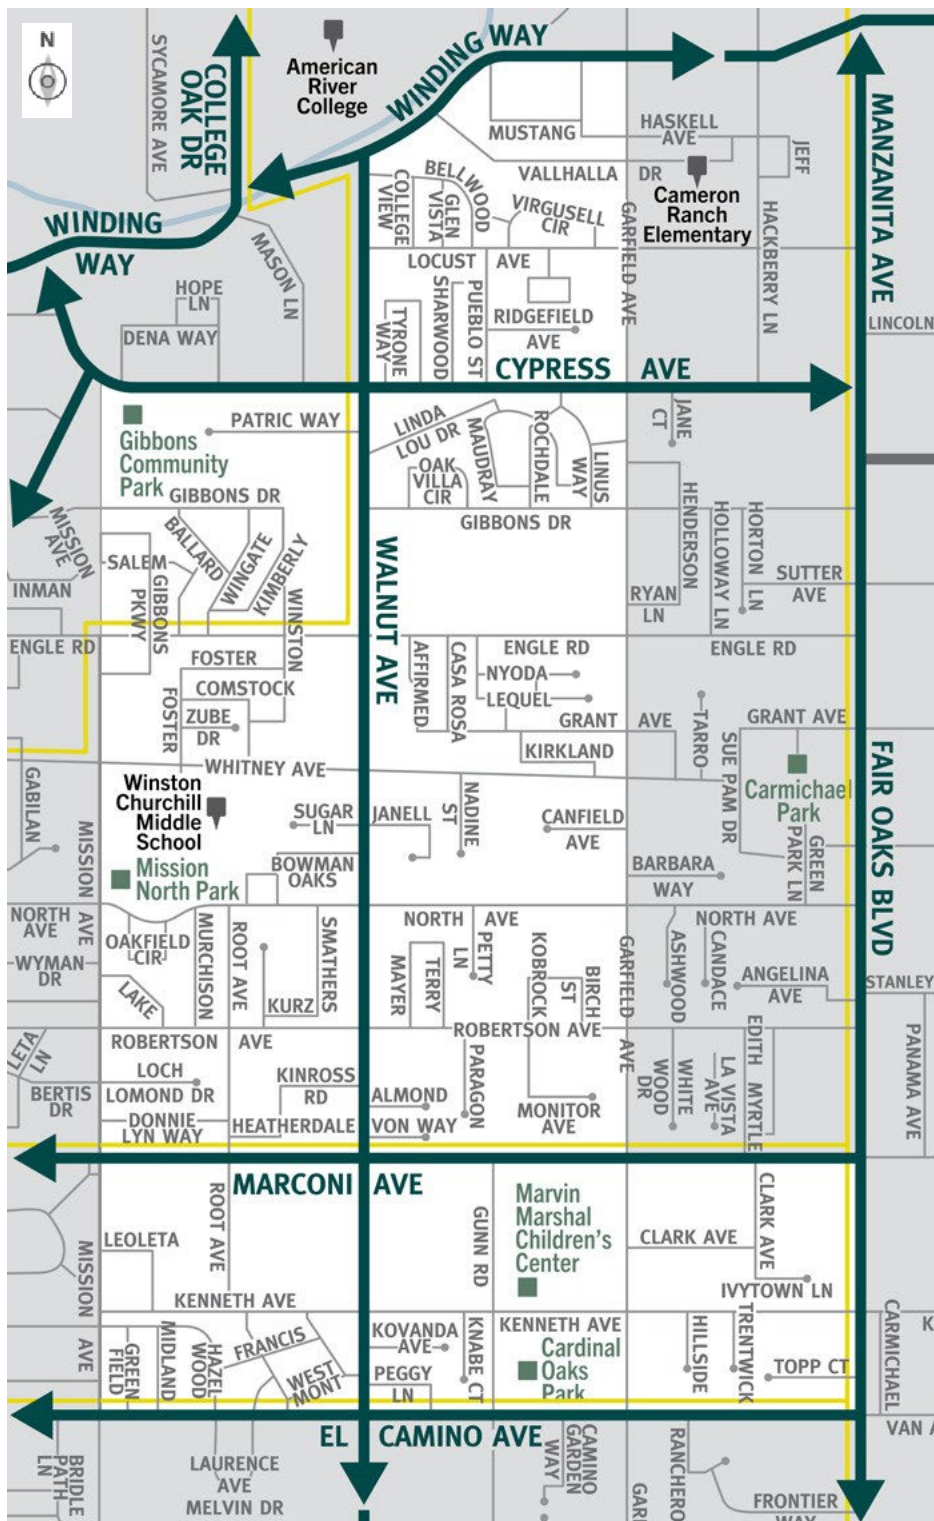 N
SYCAMORE AVE
COLLEGE
OAK DR
American
River
College
WINDING WAY
MANZANITA AVE
MUSTANG
HASKELL
AVE
JEFF
VALLHALLA DR
Cameron
Ranch
Elementary
BELLWOOD
COLLEGE
VIEW
GLEN
VISTA
VIRGUSELL
CIR
GARFIELD AVE
HACKBERRY LN
WINDING
WAY
MASON LN
LOCUST AVE
HOPE
LN
DENA WAY
TYRONE
WAY
SHARWOOD
PUEBLO ST
RIDGEFIELD
AVE
LINCOLN
CYPRESS AVE
Gibbons
Community
Park
PATRIC WAY
LINDA
LOU DR
MAUDRAY
ROCHDALE
WAY
LINUS
JANE
CT
OAK
VILLA
CIR
GIBBONS DR
GIBBONS DR
MISSION
AVE
BALLARD
WINGATE
KIMBERLY
SALEM
GIBBONS
PKWY
WINSTON
INMAN
WALNUT AVE
HENDERSON
HOLLOWAY LN
HORTON LN
SUTTER
AVE
RYAN
LN
ENGLE RD
ENGLE RD
ENGLE RD
FOSTER
COMSTOCK
FOSTER
ZUBE
DR
AFFIRMED
CASA ROSA
NYODA
LEQUEL
GRANT AVE
KIRKLAND
TARRO
SUE PAM DR
GRANT AVE
FAIR OAKS BLVD
WHITNEY AVE
GABILAN
Winston
Churchill
Middle
School
SUGAR
LN
JANELL
NADINE
ST
CANFIELD
AVE
Carmichael
Park
GREEN
PARK LN
MISSION AVE
Mission
North Park
BOWMAN
OAKS
BARBARA
WAY
NORTH
AVE
OAKFIELD
CIR
MURCHISON
ROOT AVE
SMATHERS
NORTH AVE
PETTY
LN
NORTH AVE
WYMAN
DR
LAKE
KURZ
MAYER
TERRY
KOBROCK
ST
BIRCH
GARFIELD AVE
ASHWOOD
CANDACE
ANGELINA
AVE
STANLEY
ROBERTSON AVE
ROBERTSON AVE
LETA
LN
LOCH
LOMOND DR
BERTIS
DR
KINROSS
RD
ALMOND
PARAGON
MONITOR
AVE
WHITE
WOOD
DR
LA VISTA
AVE
EDITH
MYRTLE
PANAMA AVE
DONNIE
LYN WAY
HEATHERDALE
VON WAY
MARCONI AVE
LEOLETA
ROOT AVE
GUNN RD
Marvin
Marshal
Children's
Center
CLARK AVE
CLARK AVE
MISSION AVE
IVYTOWN LN
KENNETH AVE
KENNETH AVE
GREEN
FIELD
MIDLAND
HAZEL
WOOD
FRANCIS
WEST
MONT
KOVANDA
AVE
KNABE CT
PEGGY
LN
Cardinal
Oaks
Park
HILLSIDE
TRENTWICK
TOPP CT
CARMICHAEL
K
EL CAMINO AVE
VAN A
BRIDLE
PATH
LN
LAURENCE
AVE
MELVIN DR
CAMINO
GARDEN
WAY
GARF
RANCHERO
FRONTIER
WAY